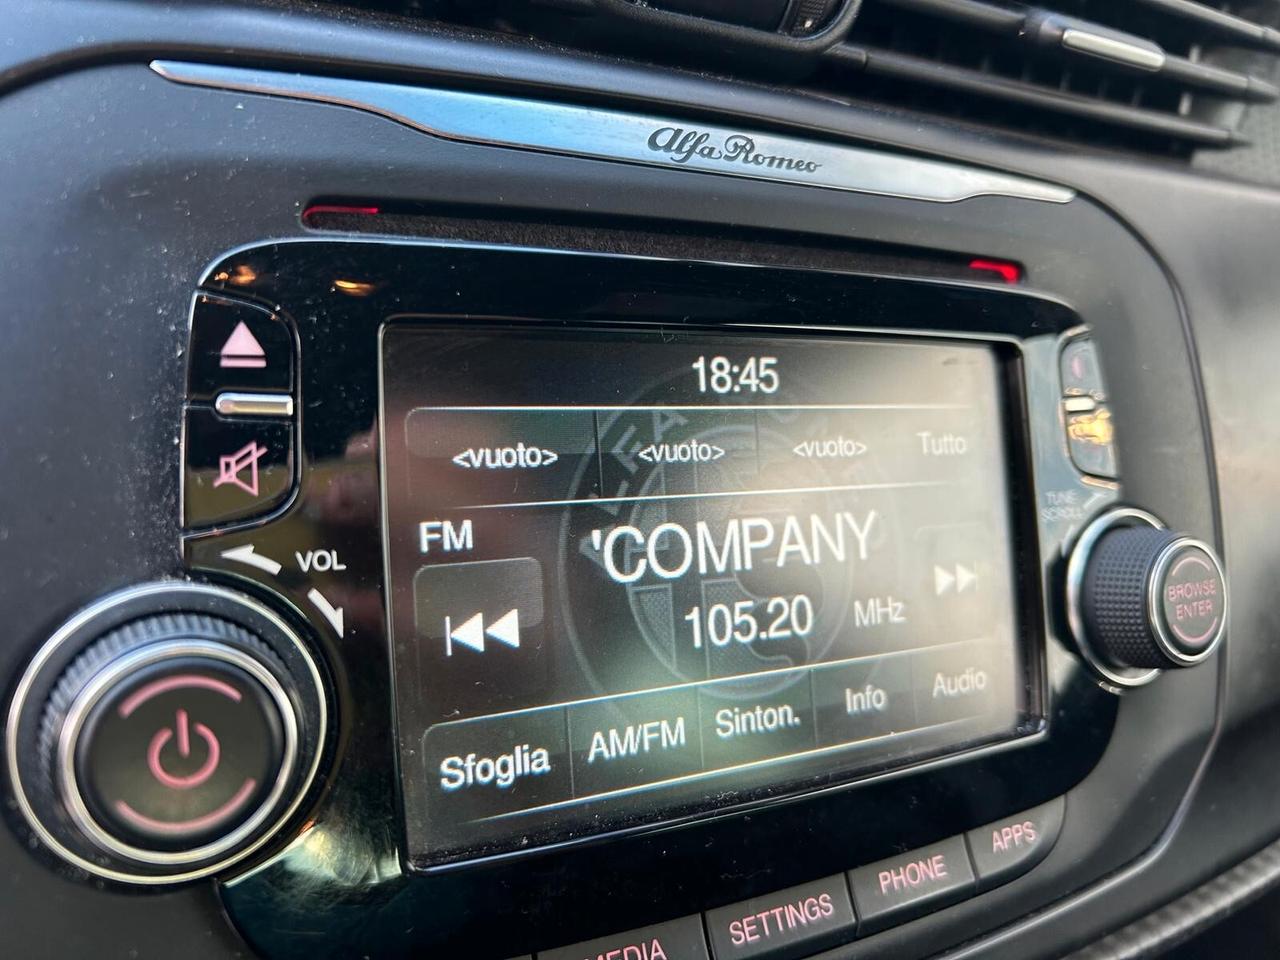 Alfa Romeo
18:45
<vuoto> <vuoto> <vuoto> Tutto
FM
'COMPANY
105.20 MHz
Sfoglia AM/FM Sinton. Info Audio
VOL
TUNE
SCROLL
BROWSE
ENTER
MEDIA SETTINGS PHONE APPS